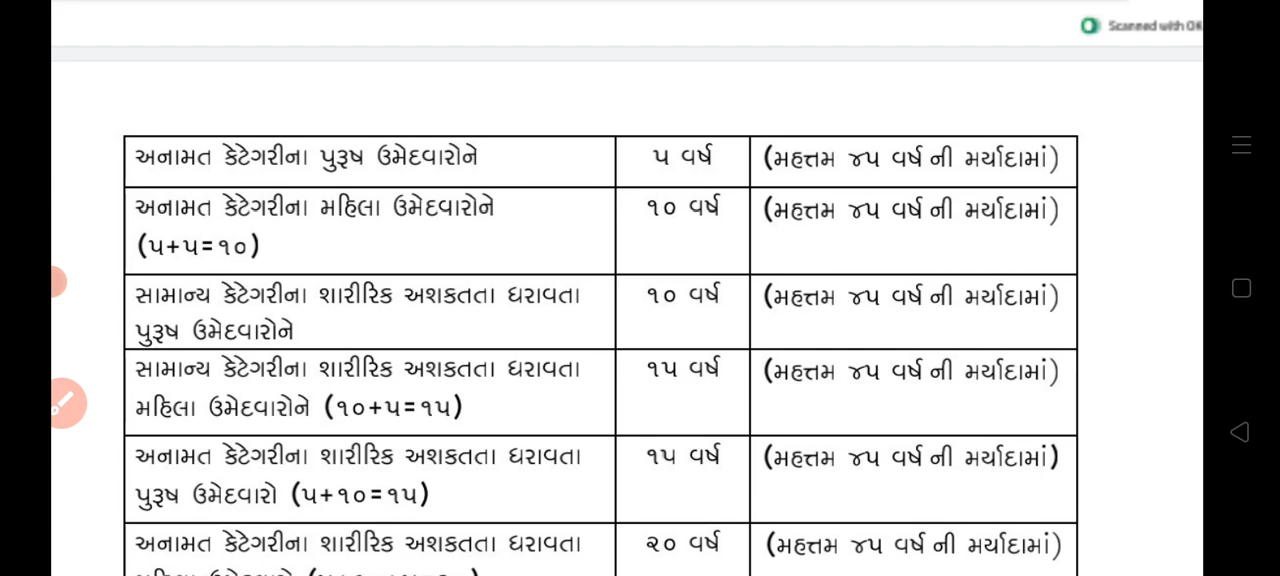 Scanned with
અનામત કેટેગરીના પુરૂષ ઉમેદવારોને ૫ વર્ષ (મહત્તમ ૪૫ વર્ષ ની મર્યાદામાં)
અનામત કેટેગરીના મહિલા ઉમેદવારોને ૧૦ વર્ષ (મહત્તમ ૪૫ વર્ષ ની મર્યાદામાં)
(૫+૫=૧૦)
સામાન્ય કેટેગરીના શારીરિક અશકતતા ધરાવતા ૧૦ વર્ષ (મહત્તમ ૪૫ વર્ષ ની મર્યાદામાં)
પુરૂષ ઉમેદવારોને
સામાન્ય કેટેગરીના શારીરિક અશકતતા ધરાવતા ૧૫ વર્ષ (મહત્તમ ૪૫ વર્ષ ની મર્યાદામાં)
મહિલા ઉમેદવારોને (૧૦+૫=૧૫)
અનામત કેટેગરીના શારીરિક અશકતતા ધરાવતા ૧૫ વર્ષ (મહત્તમ ૪૫ વર્ષ ની મર્યાદામાં)
પુરૂષ ઉમેદવારો (૫+૧૦=૧૫)
અનામત કેટેગરીના શારીરિક અશકતતા ધરાવતા ૨૦ વર્ષ (મહત્તમ ૪૫ વર્ષ ની મર્યાદામાં)